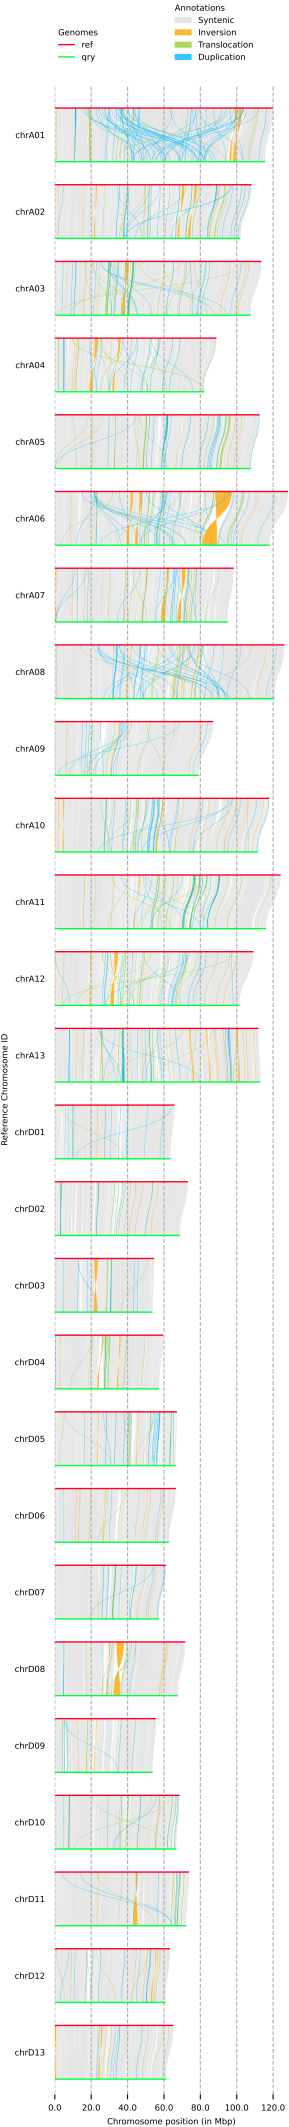 Annotations
Syntenic
Inversion
Translocation
Duplication
Genomes
ref
qry
chrA01
chrA02
chrA03
chrA04
chrA05
chrA06
chrA07
chrA08
chrA09
chrA10
chrA11
chrA12
chrA13
chrD01
chrD02
chrD03
chrD04
chrD05
chrD06
chrD07
chrD08
chrD09
chrD10
chrD11
chrD12
chrD13
Reference Chromosome ID
0.0 20.0 40.0 60.0 80.0 100.0 120.0
Chromosome position (in Mbp)